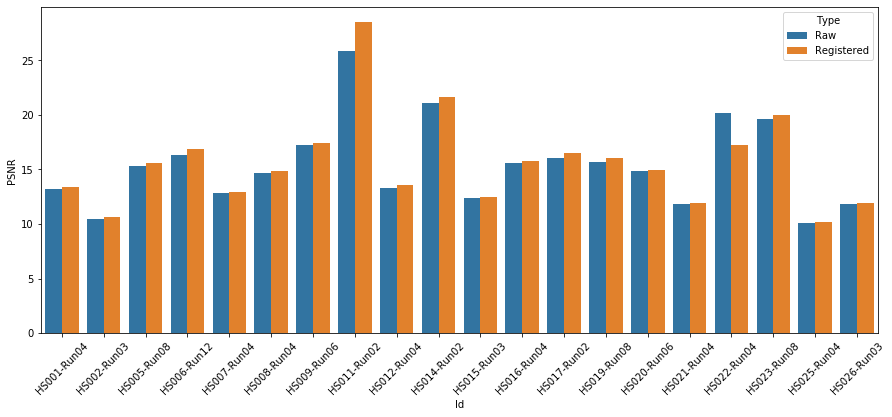 Type
Raw
Registered
PSNR
25
20
15
10
5
0
HS001-Run04
HS002-Run03
HS005-Run08
HS006-Run12
HS007-Run04
HS008-Run04
HS009-Run06
HS011-Run02
HS012-Run04
HS014-Run02
HS015-Run03
HS016-Run04
HS017-Run02
HS019-Run08
HS020-Run06
HS021-Run04
HS022-Run04
HS023-Run08
HS025-Run04
HS026-Run03
Id